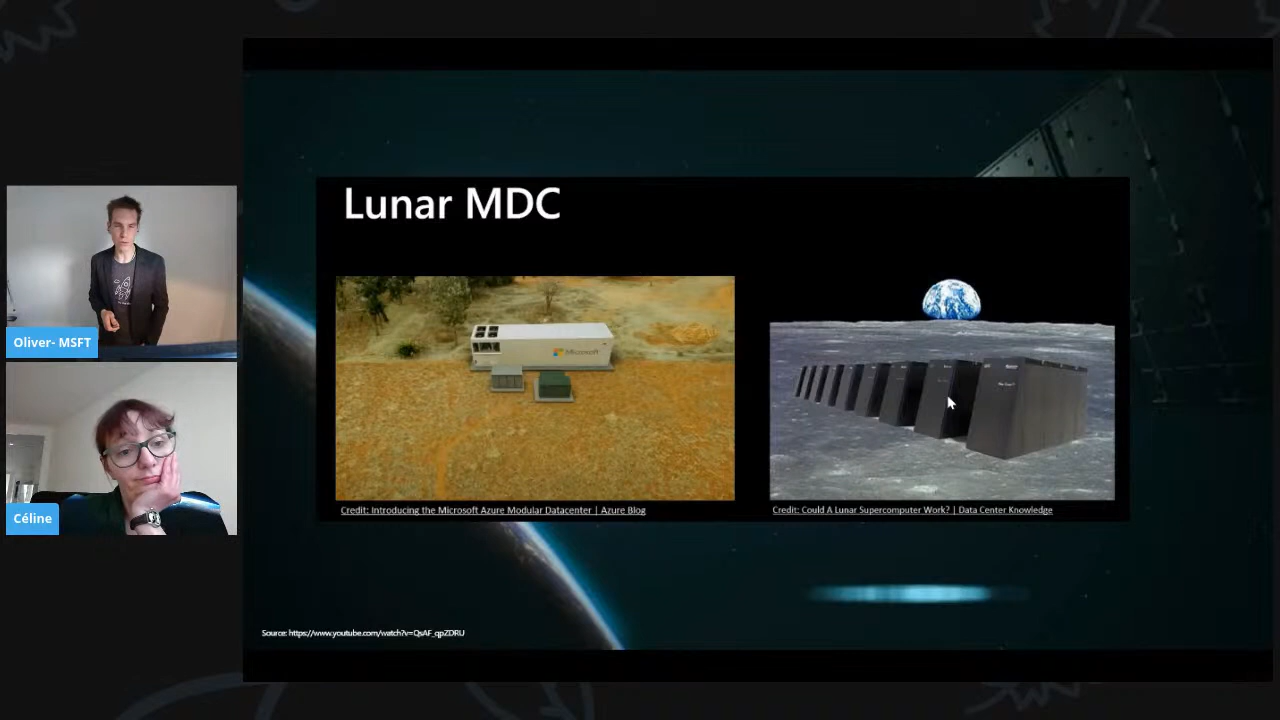 Lunar MDC
Microsoft
Oliver- MSFT
Céline
Credit: Introducing the Microsoft Azure Modular Datacenter | Azure Blog
Credit: Could A Lunar Supercomputer Work? | Data Center Knowledge
Source: https://www.youtube.com/watch?v=QsAF_qpZDRU